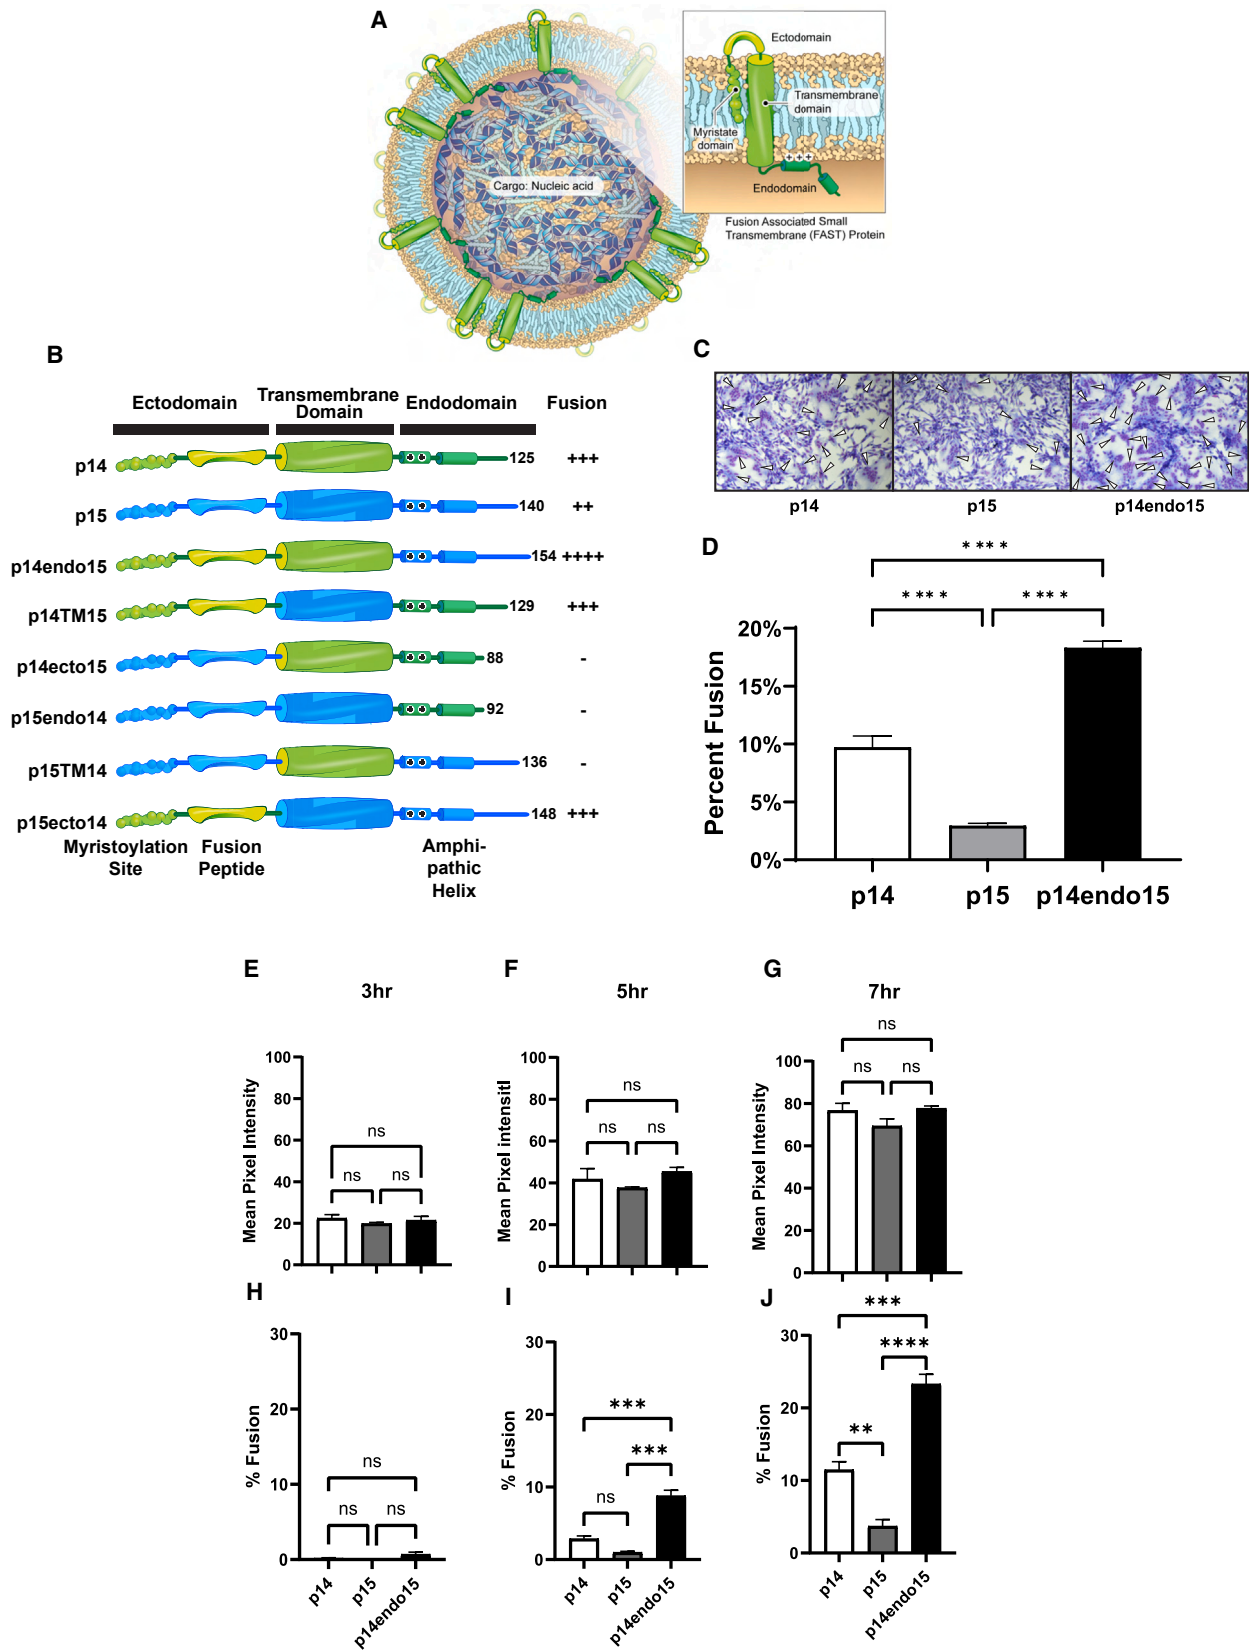 A
Ectodomain
Transmembrane
domain
Myristate
domain
+++
Endodomain
Cargo: Nucleic acid
Fusion Associated Small
Transmembrane (FAST) Protein
B
Ectodomain
Transmembrane
Domain
Endodomain
Fusion
p14 125 +++
p15 140 ++
p14endo15 154 ++++
p14TM15 129 +++
p14ecto15 88 -
p15endo14 92 -
p15TM14 136 -
p15ecto14 148 +++
Myristoylation
Site
Fusion
Peptide
Amphi-
pathic
Helix
C
p14 p15 p14endo15
D
****
**** ****
Percent Fusion
20%
15%
10%
5%
0%
p14 p15 p14endo15
E
3hr
Mean Pixel Intensity
100
80
60
40
20
0
ns
ns ns
F
5hr
Mean Pixel intensitl
100
80
60
40
20
0
ns
ns ns
G
7hr
Mean Pixel Intensity
100
80
60
40
20
0
ns
ns ns
H
% Fusion
30
20
10
0
ns
ns ns
p14 p15 p14endo15
I
% Fusion
30
20
10
0
***
***
ns
p14 p15 p14endo15
J
% Fusion
30
20
10
0
***
****
**
p14 p15 p14endo15